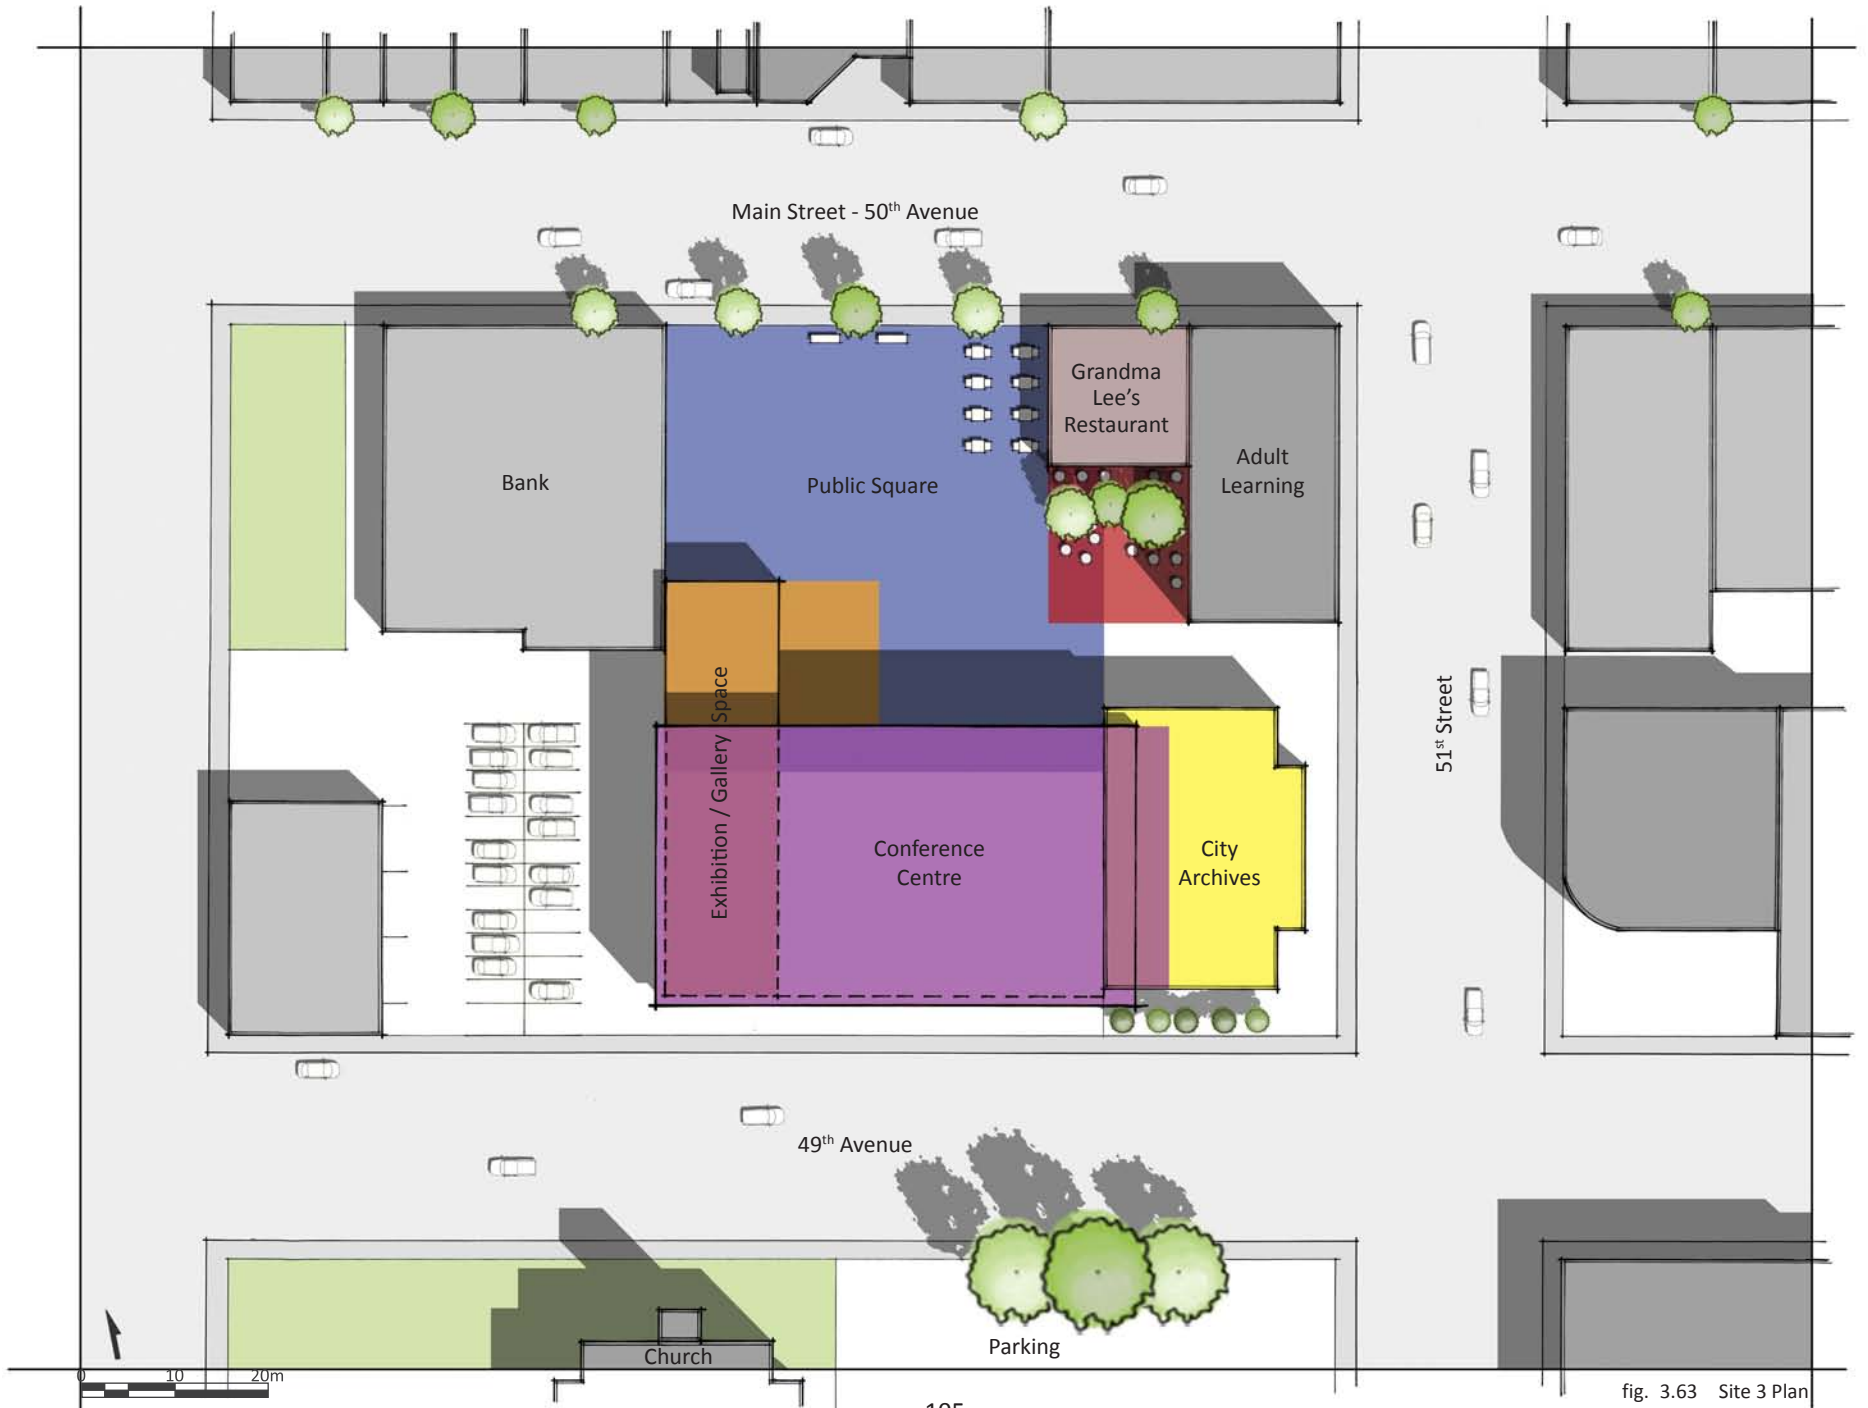 Main Street - 50th Avenue
Grandma
Lee's
Restaurant
Bank
Public Square
Adult
Learning
51st Street
Exhibition / Gallery Space
Conference
Centre
City
Archives
49th Avenue
Parking
Church
0 10 20m
fig. 3.63 Site 3 Plan